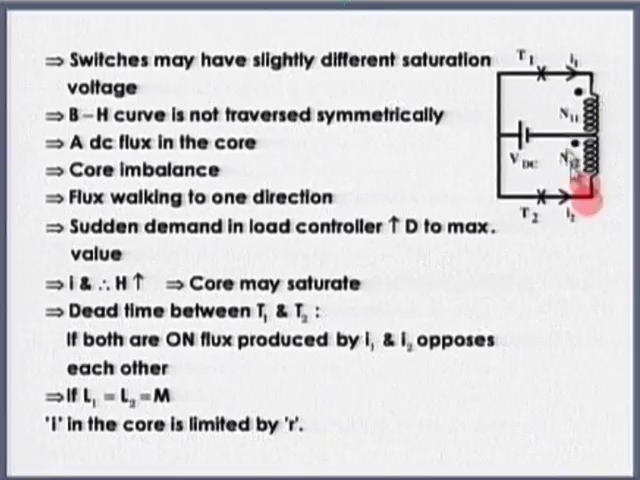 ⇒ Switches may have slightly different saturation
voltage
⇒ B – H curve is not traversed symmetrically
⇒ A dc flux in the core
⇒ Core imbalance
⇒ Flux walking to one direction
⇒ Sudden demand in load controller ↑ D to max.
value
⇒ i & ∴ H ↑ ⇒ Core may saturate
⇒ Dead time between T₁ & T₂ :
If both are ON flux produced by i₁ & i₂ opposes
each other
⇒ If L₁ = L₂ = M
'i' in the core is limited by 'r'.
T₁ i₁
N₁₁
V_DC N₁₂
T₂ i₂